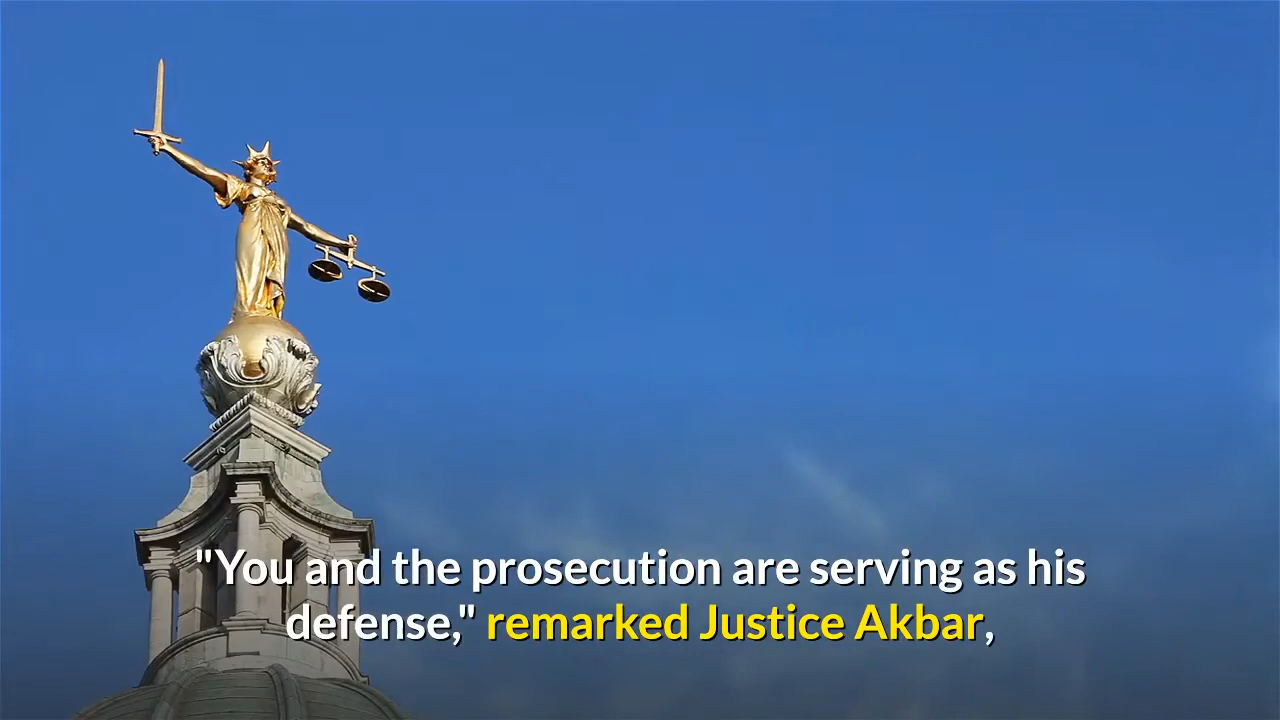 "You and the prosecution are serving as his
defense," remarked Justice Akbar,